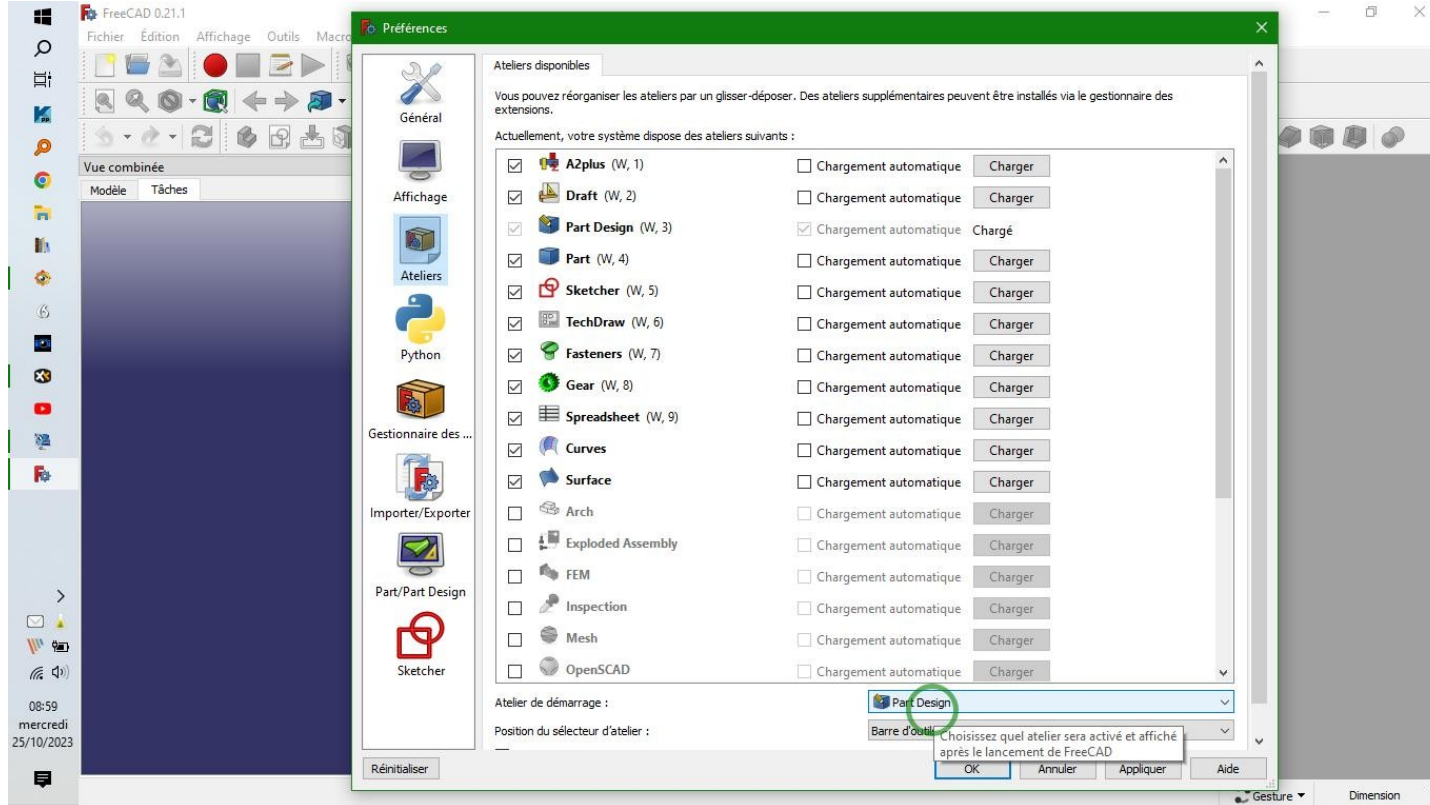 FreeCAD 0.21.1
Fichier Édition Affichage Outils Macro
Vue combinée
Modèle Tâches
08:59
mercredi
25/10/2023
Préférences
Général
Affichage
Ateliers
Python
Gestionnaire des ...
Importer/Exporter
Part/Part Design
Sketcher
Ateliers disponibles
Vous pouvez réorganiser les ateliers par un glisser-déposer. Des ateliers supplémentaires peuvent être installés via le gestionnaire des
extensions.
Actuellement, votre système dispose des ateliers suivants :
A2plus (W, 1) Chargement automatique Charger
Draft (W, 2) Chargement automatique Charger
Part Design (W, 3) Chargement automatique Chargé
Part (W, 4) Chargement automatique Charger
Sketcher (W, 5) Chargement automatique Charger
TechDraw (W, 6) Chargement automatique Charger
Fasteners (W, 7) Chargement automatique Charger
Gear (W, 8) Chargement automatique Charger
Spreadsheet (W, 9) Chargement automatique Charger
Curves Chargement automatique Charger
Surface Chargement automatique Charger
Arch Chargement automatique Charger
Exploded Assembly Chargement automatique Charger
FEM Chargement automatique Charger
Inspection Chargement automatique Charger
Mesh Chargement automatique Charger
OpenSCAD Chargement automatique Charger
Atelier de démarrage : Part Design
Position du sélecteur d'atelier : Barre
Choisissez quel atelier sera activé et affiché
après le lancement de FreeCAD
Réinitialiser OK Annuler Appliquer Aide
Gesture Dimension